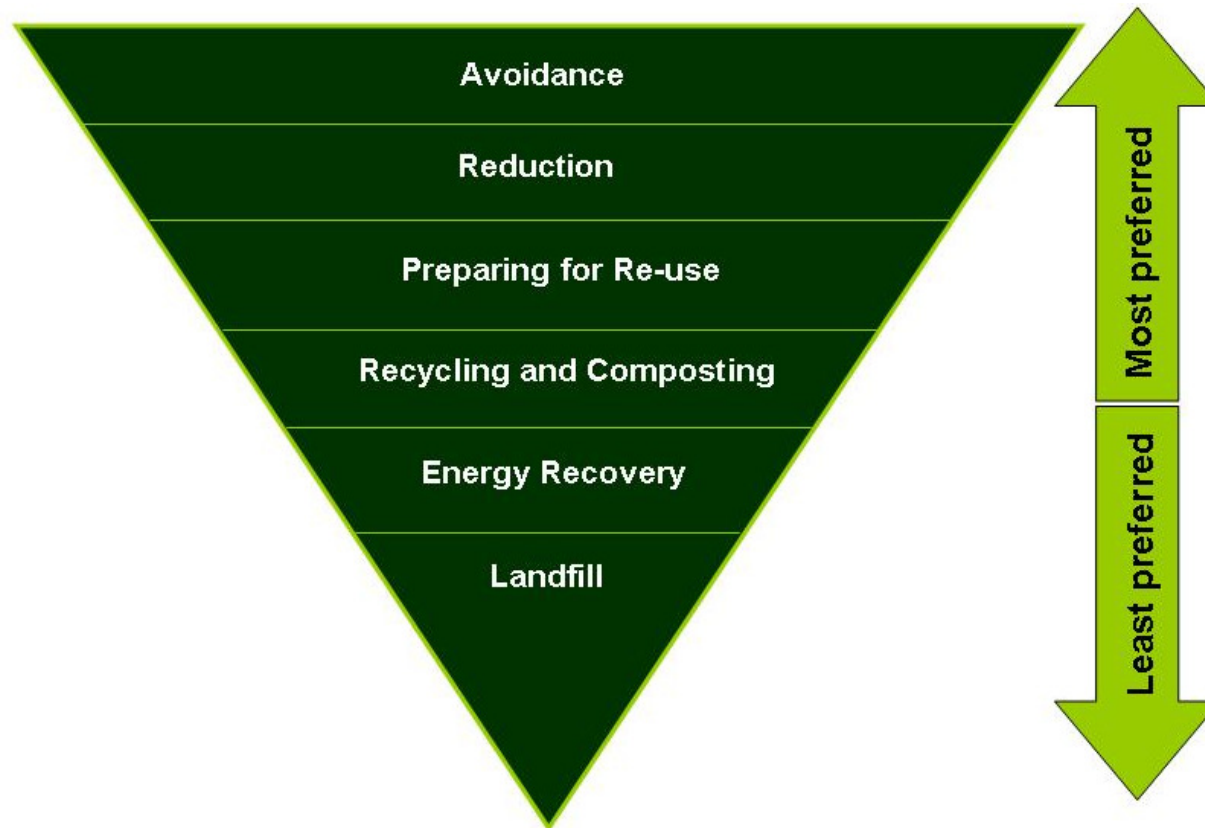 Avoidance
Reduction
Preparing for Re-use
Recycling and Composting
Energy Recovery
Landfill
Most preferred
Least preferred